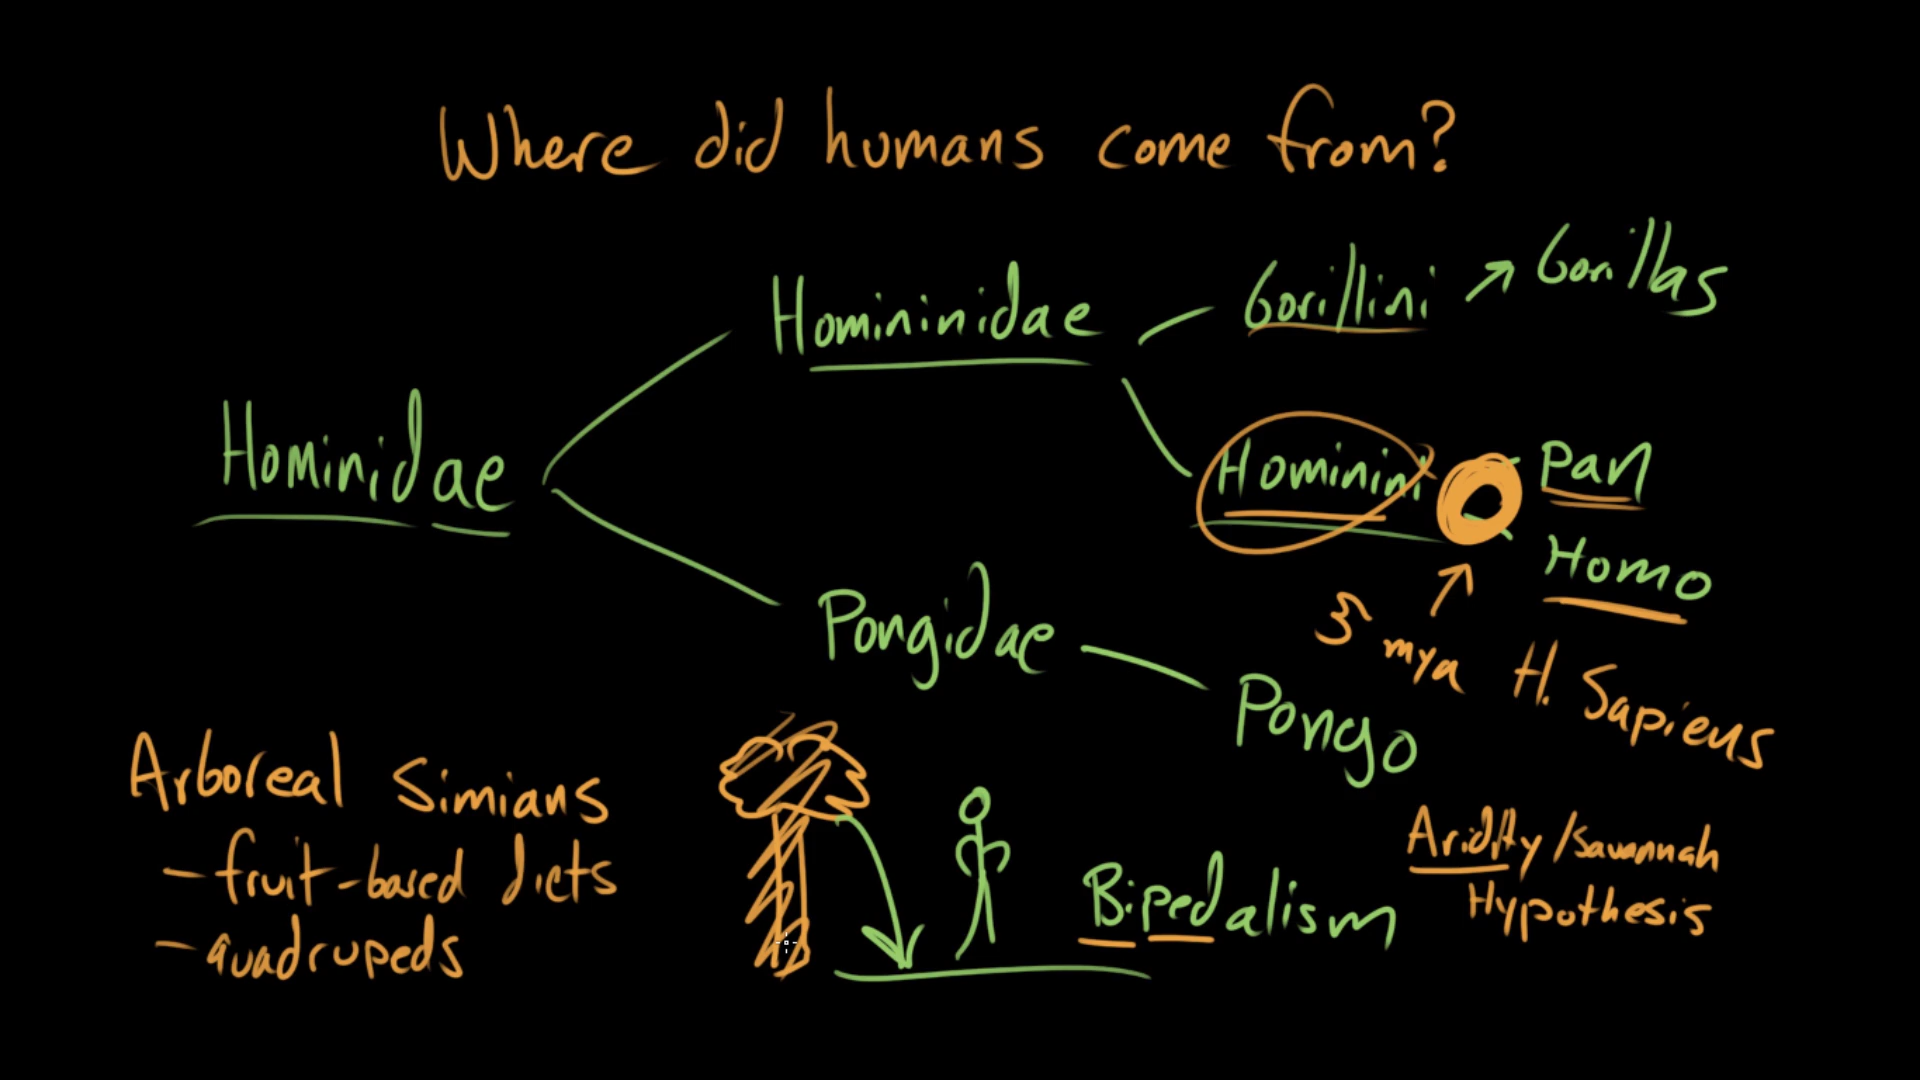 Where did humans come from?
Gorillini Gorillas
Homininidae
Hominidae
Hominini Pan
Homo
Pongidae
mya H. Sapiens
Pongo
Arboreal Simians
- fruit-based diets
- quadrupeds
Bipedalism
Aridity/Savannah
Hypothesis